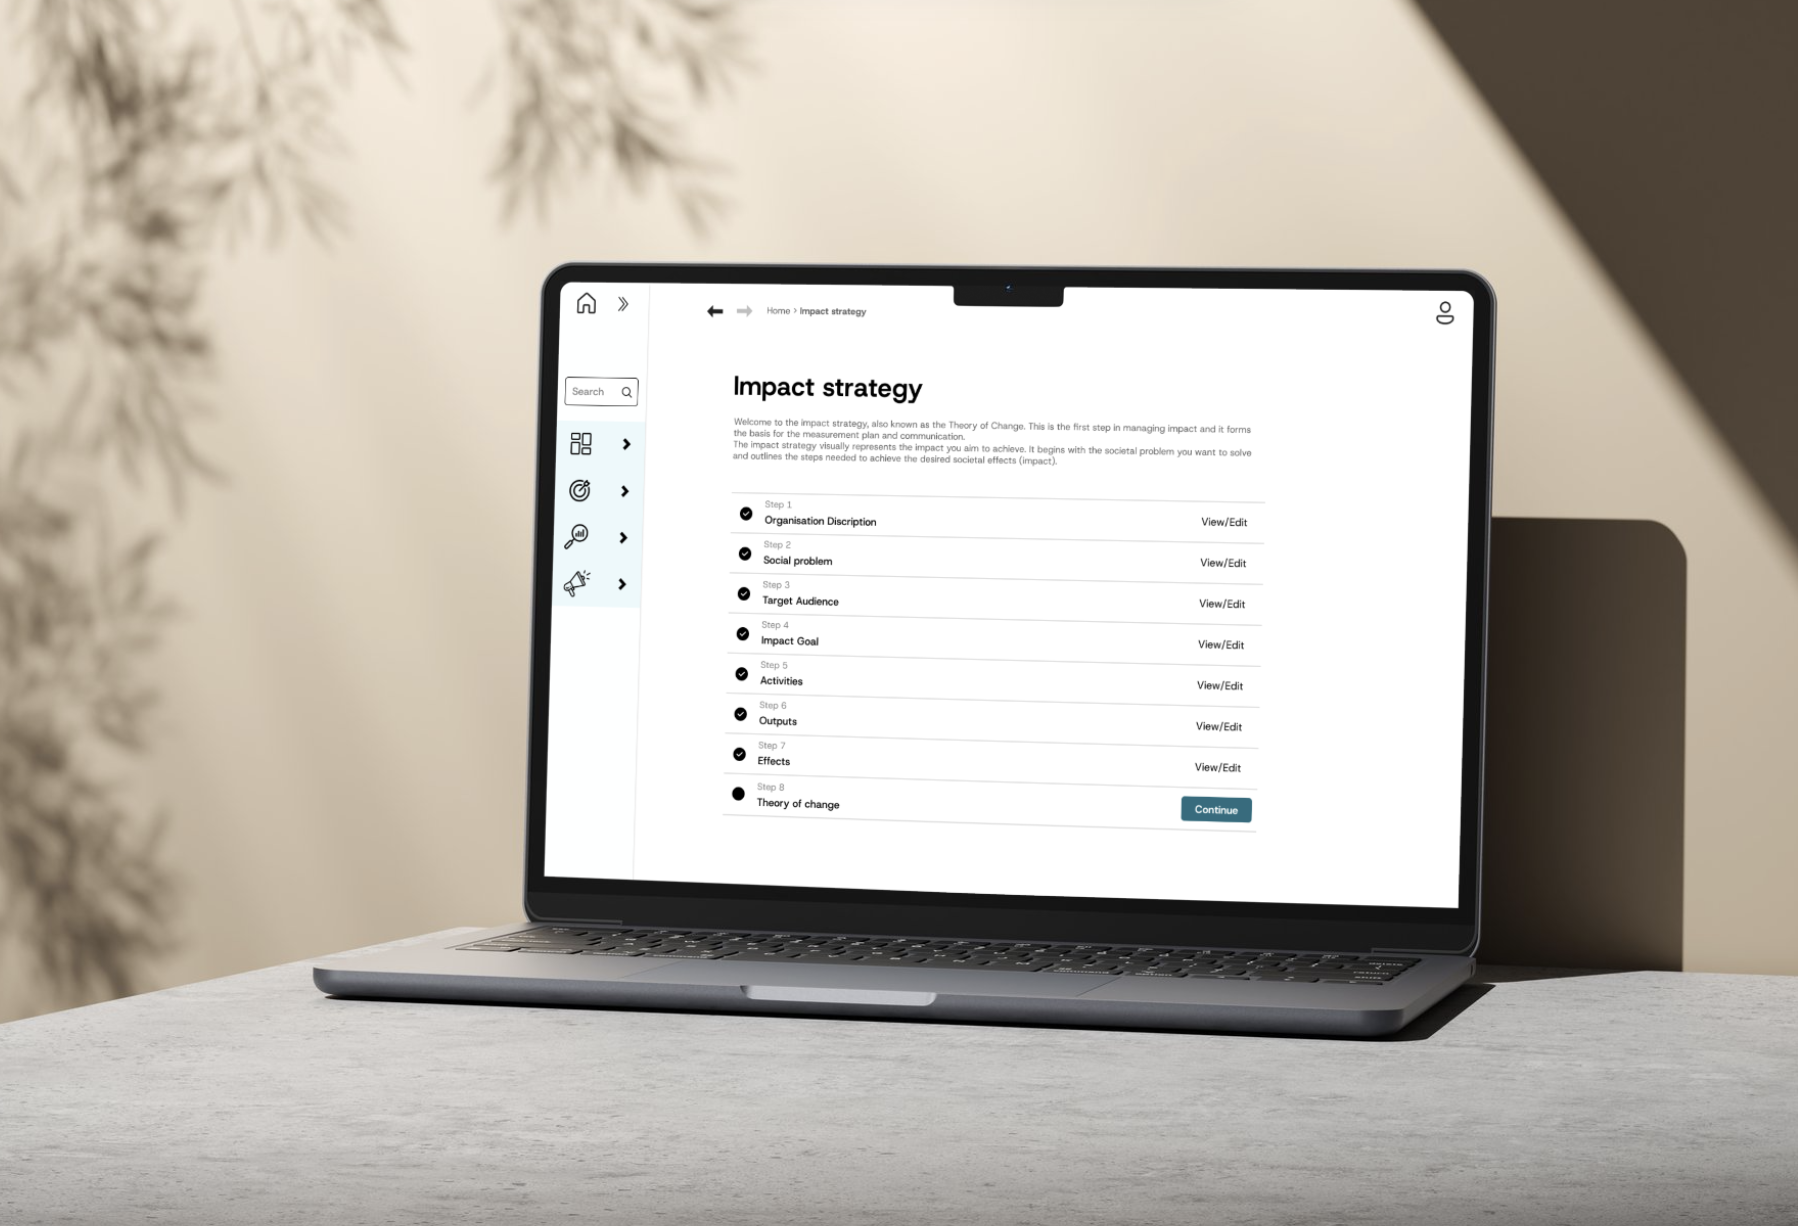 Home > Impact strategy
Search
Impact strategy
Welcome to the impact strategy, also known as the Theory of Change. This is the first step in managing impact and it forms
the basis for the measurement plan and communication.
The impact strategy visually represents the impact you aim to achieve. It begins with the societal problem you want to solve
and outlines the steps needed to achieve the desired societal effects (impact).
Step 1
Organisation Discription
View/Edit
Step 2
Social problem
View/Edit
Step 3
Target Audience
View/Edit
Step 4
Impact Goal
View/Edit
Step 5
Activities
View/Edit
Step 6
Outputs
View/Edit
Step 7
Effects
View/Edit
Step 8
Theory of change
Continue